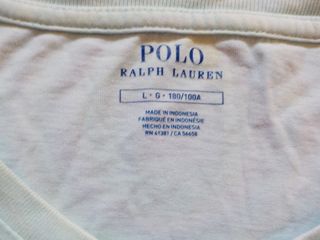 POLO
RALPH LAUREN
L • G • 180/100A
MADE IN INDONESIA
FABRIQUÉ EN INDONÉSIE
HECHO EN INDONESIA
RN 41381 / CA 56658